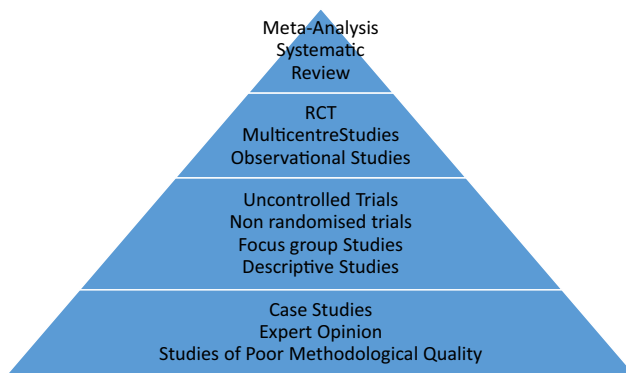 Meta-Analysis
Systematic
Review
RCT
MulticentreStudies
Observational Studies
Uncontrolled Trials
Non randomised trials
Focus group Studies
Descriptive Studies
Case Studies
Expert Opinion
Studies of Poor Methodological Quality